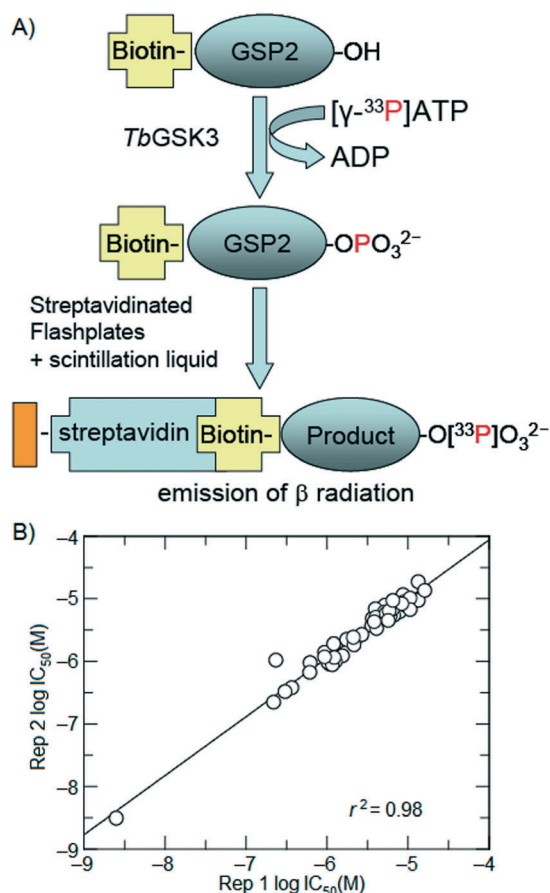 A)
Biotin- GSP2 -OH
TbGSK3
[γ-³³P]ATP
ADP
Biotin- GSP2 -OPO₃²⁻
Streptavidinated
Flashplates
+ scintillation liquid
-streptavidin Biotin- Product -O[³³P]O₃²⁻
emission of β radiation
B)
Rep 2 log IC₅₀(M)
–4
–5
–6
–7
–8
–9
r² = 0.98
–9 –8 –7 –6 –5 –4
Rep 1 log IC₅₀(M)